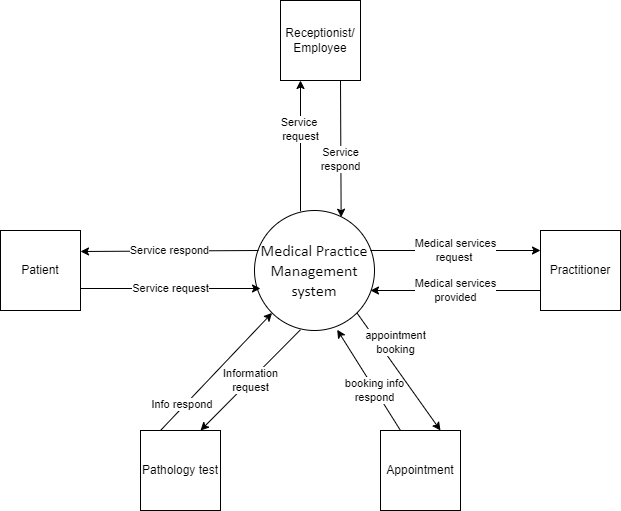 Receptionist/
Employee
Service
request
Service
respond
Patient
Service respond
Service request
Medical Practice
Management
system
Medical services
request
Medical services
provided
Practitioner
appointment
booking
booking info
respond
Information
request
Info respond
Pathology test
Appointment